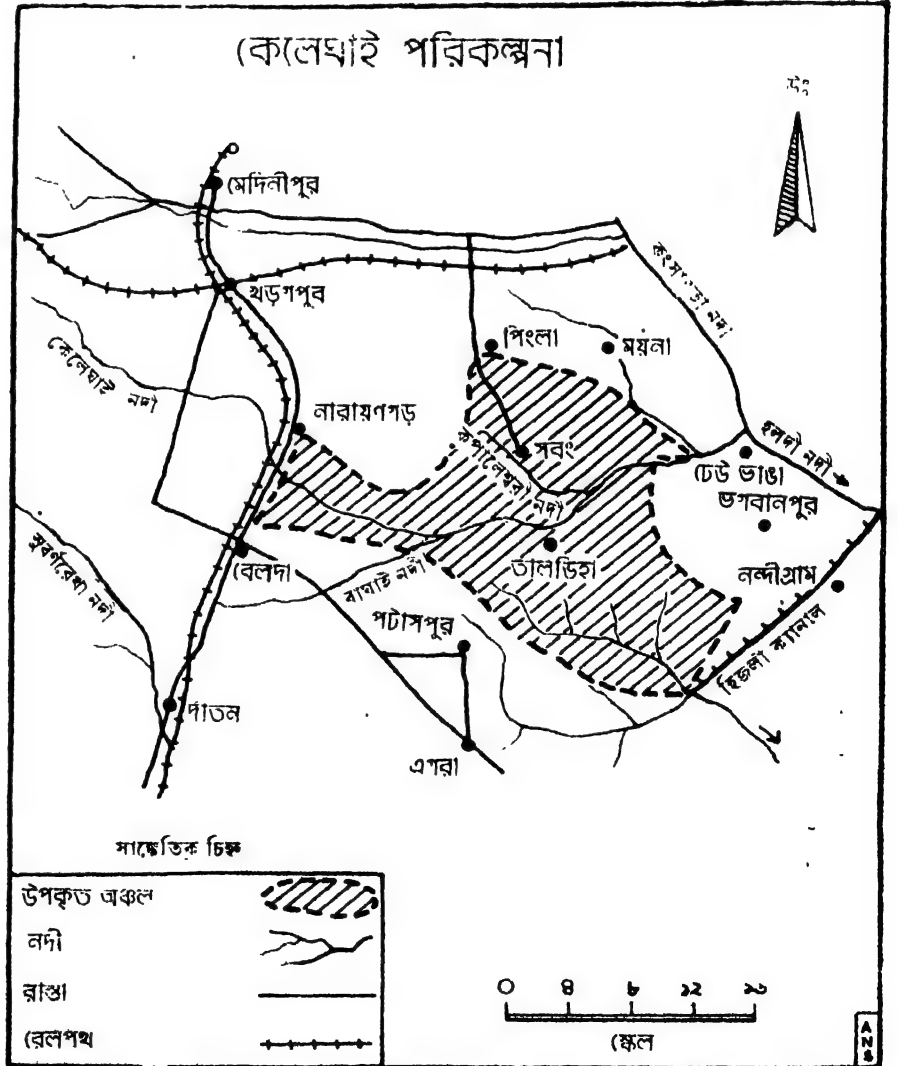 কেলেঘাই পরিকল্পনা
উঃ
মেদিনীপুর
খড়গপুব
কংসাবতী নদী
পিংলা
ময়না
কেলেঘাই নদী
নারায়ণগড়
কপালেশ্বরী নদী
সবং
হলদী নদী
ঢেউ ভাঙা
ভগবানপুর
সুবর্ণরেখা নদী
বেলদা
বাঘাই নদী
তালডিহা
নন্দীগ্রাম
পটাসপুর
হিজলী ক্যানাল
দাঁতন
এগরা
সাঙ্কেতিক চিহ্ন
উপকৃত অঞ্চল
নদী
রাস্তা
রেলপথ
০ ৪ ৮ ১২ ১৬
স্কেল
ANS